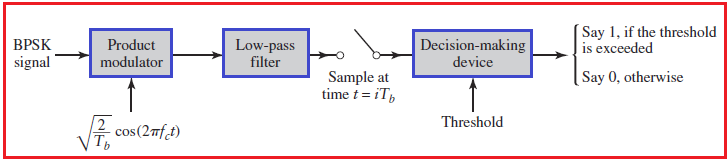 BPSK
signal
Product
modulator
Low-pass
filter
Sample at
time t = iT_b
Decision-making
device
Say 1, if the threshold
is exceeded
Say 0, otherwise
√(2/T_b) cos(2πf_ct)
Threshold